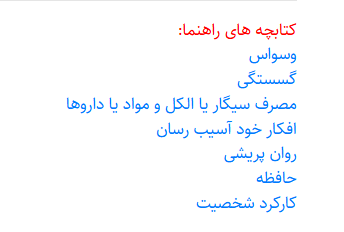 کتابچه های راهنما:
وسواس
گسستگی
مصرف سیگار یا الکل و مواد یا داروها
افکار خود آسیب رسان
روان پریشی
حافظه
کارکرد شخصیت